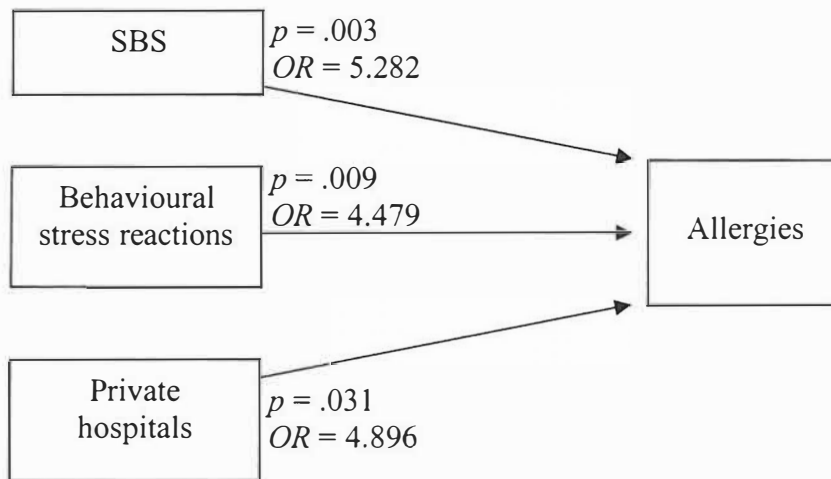 SBS
p = .003
OR = 5.282
Behavioural
stress reactions
p = .009
OR = 4.479
Allergies
Private
hospitals
p = .031
OR = 4.896